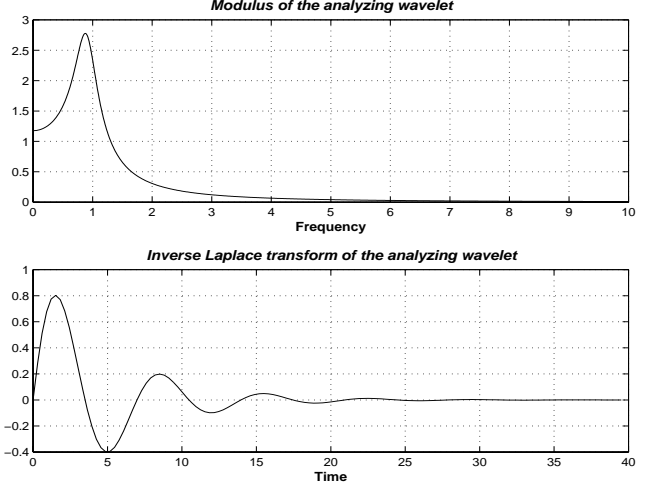 Modulus of the analyzing wavelet
3
2.5
2
1.5
1
0.5
0
0 1 2 3 4 5 6 7 8 9 10
Frequency
Inverse Laplace transform of the analyzing wavelet
1
0.8
0.6
0.4
0.2
0
−0.2
−0.4
0 5 10 15 20 25 30 35 40
Time